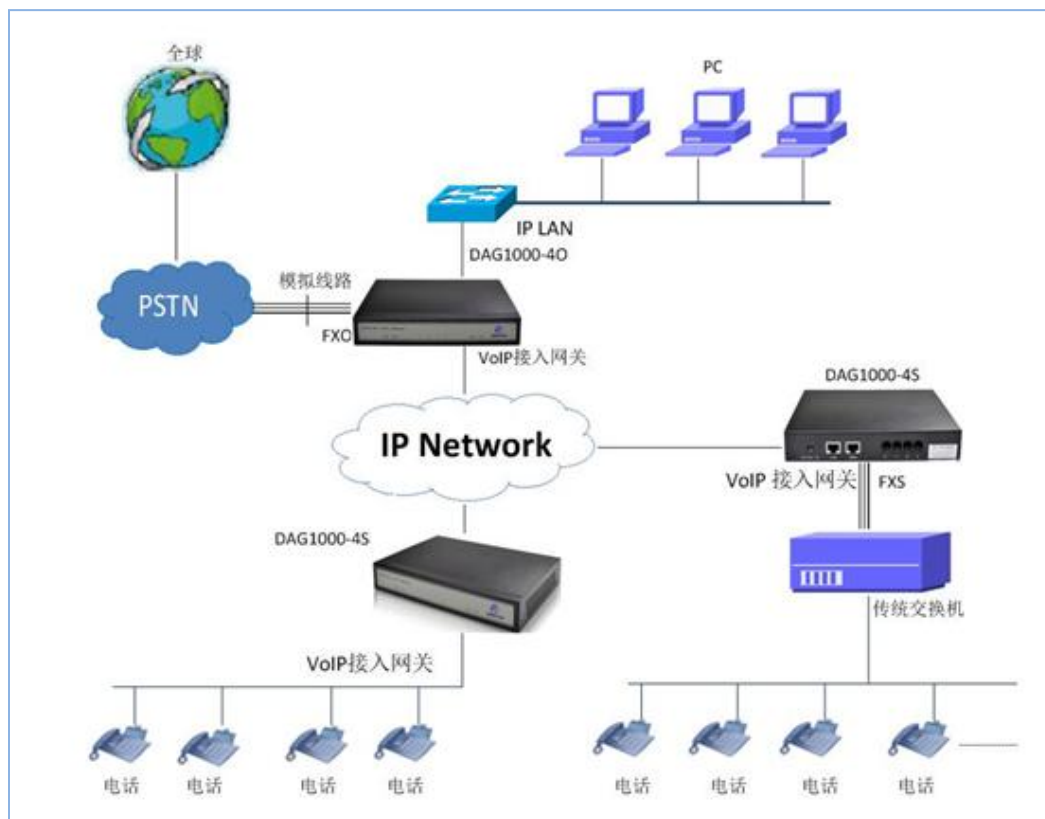 全球
PC
IP LAN
DAG1000-4O
模拟线路
PSTN
FXO
VoIP接入网关
DAG1000-4S
IP Network
VoIP 接入网关
FXS
DAG1000-4S
传统交换机
VoIP接入网关
电话
电话
电话
电话
电话
电话
电话
电话